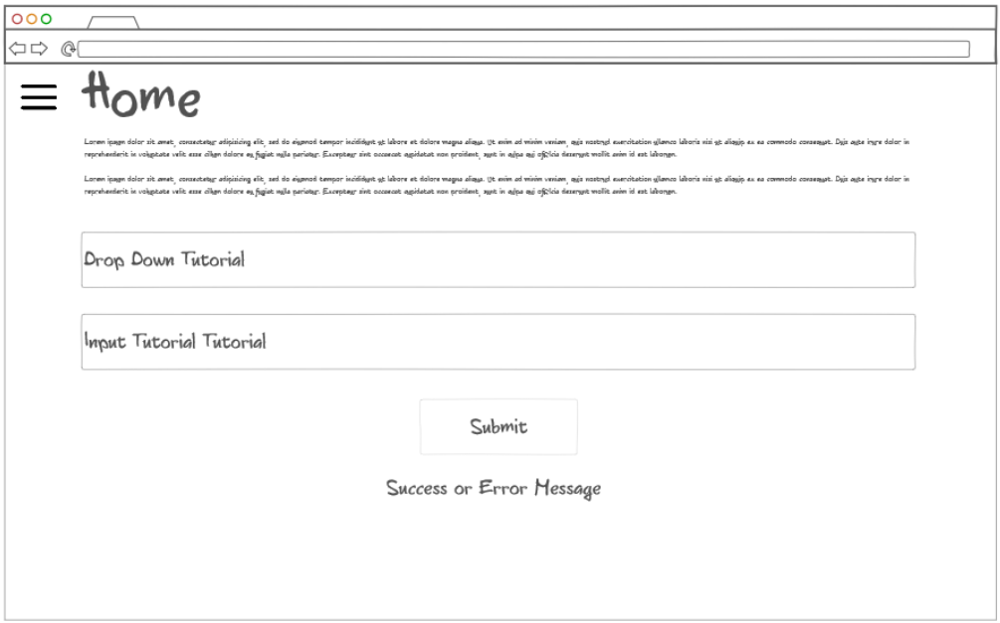 Home
Lorem ipsum dolor sit amet, consectetur adipisicing elit, sed do eiusmod tempor incididunt ut labore et dolore magna aliqua. Ut enim ad minim veniam, quis nostrud exercitation ullamco laboris nisi ut aliquip ex ea commodo consequat. Duis aute irure dolor in
reprehenderit in voluptate velit esse cillum dolore eu fugiat nulla pariatur. Excepteur sint occaecat cupidatat non proident, sunt in culpa qui officia deserunt mollit anim id est laborum.
Lorem ipsum dolor sit amet, consectetur adipisicing elit, sed do eiusmod tempor incididunt ut labore et dolore magna aliqua. Ut enim ad minim veniam, quis nostrud exercitation ullamco laboris nisi ut aliquip ex ea commodo consequat. Duis aute irure dolor in
reprehenderit in voluptate velit esse cillum dolore eu fugiat nulla pariatur. Excepteur sint occaecat cupidatat non proident, sunt in culpa qui officia deserunt mollit anim id est laborum.
Drop Down Tutorial
Input Tutorial Tutorial
Submit
Success or Error Message